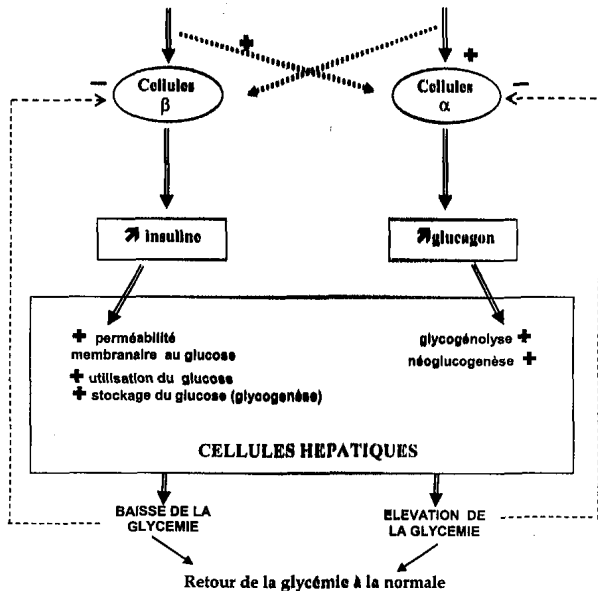 +
+
− Cellules β
Cellules α −
↗ insuline
↗ glucagon
+ perméabilité
membranaire au glucose
+ utilisation du glucose
+ stockage du glucose (glycogenèse)
glycogénolyse +
néoglucogenèse +
CELLULES HEPATIQUES
BAISSE DE LA
GLYCEMIE
ELEVATION DE
LA GLYCEMIE
Retour de la glycémie à la normale